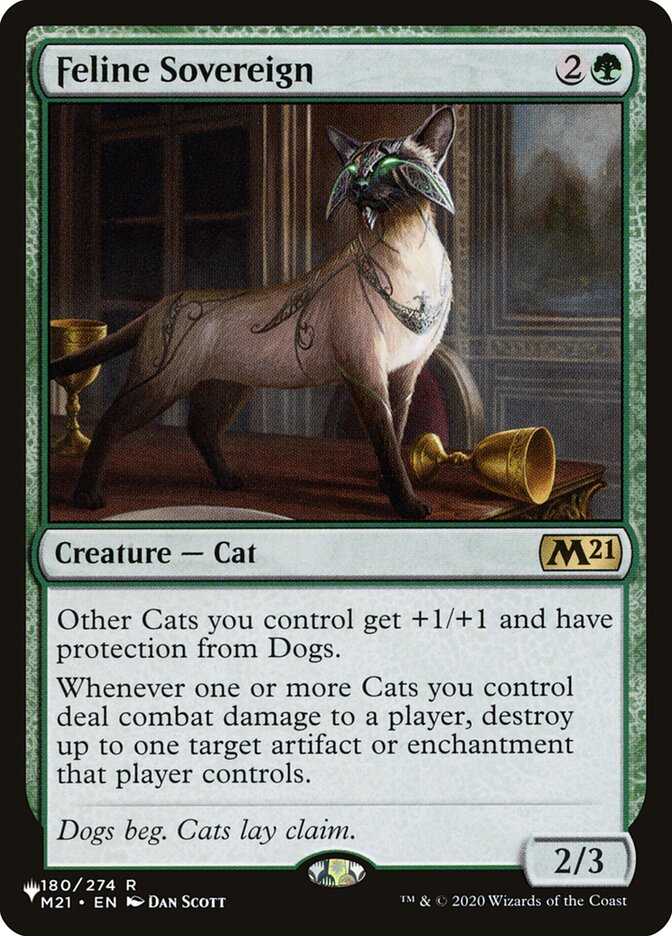 Feline Sovereign 2
Creature — Cat M21
Other Cats you control get +1/+1 and have
protection from Dogs.
Whenever one or more Cats you control
deal combat damage to a player, destroy
up to one target artifact or enchantment
that player controls.
Dogs beg. Cats lay claim.
2/3
180/274 R
M21 • EN Dan Scott
™ & © 2020 Wizards of the Coast